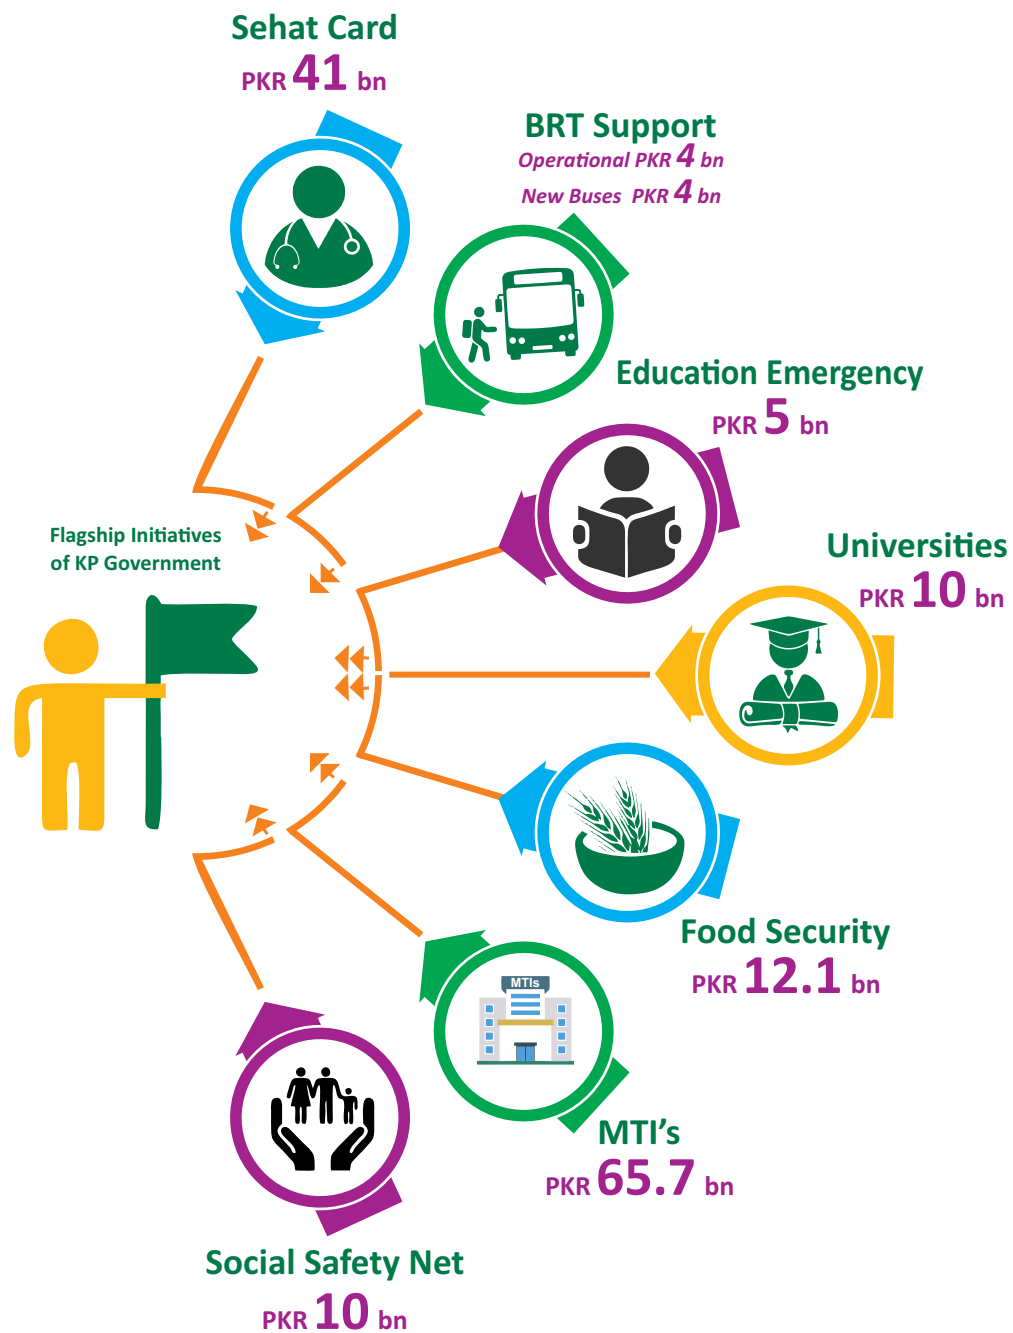 Sehat Card
PKR 41 bn
BRT Support
Operational PKR 4 bn
New Buses PKR 4 bn
Education Emergency
PKR 5 bn
Universities
PKR 10 bn
Flagship Initiatives
of KP Government
Food Security
PKR 12.1 bn
MTIs
MTI's
PKR 65.7 bn
Social Safety Net
PKR 10 bn